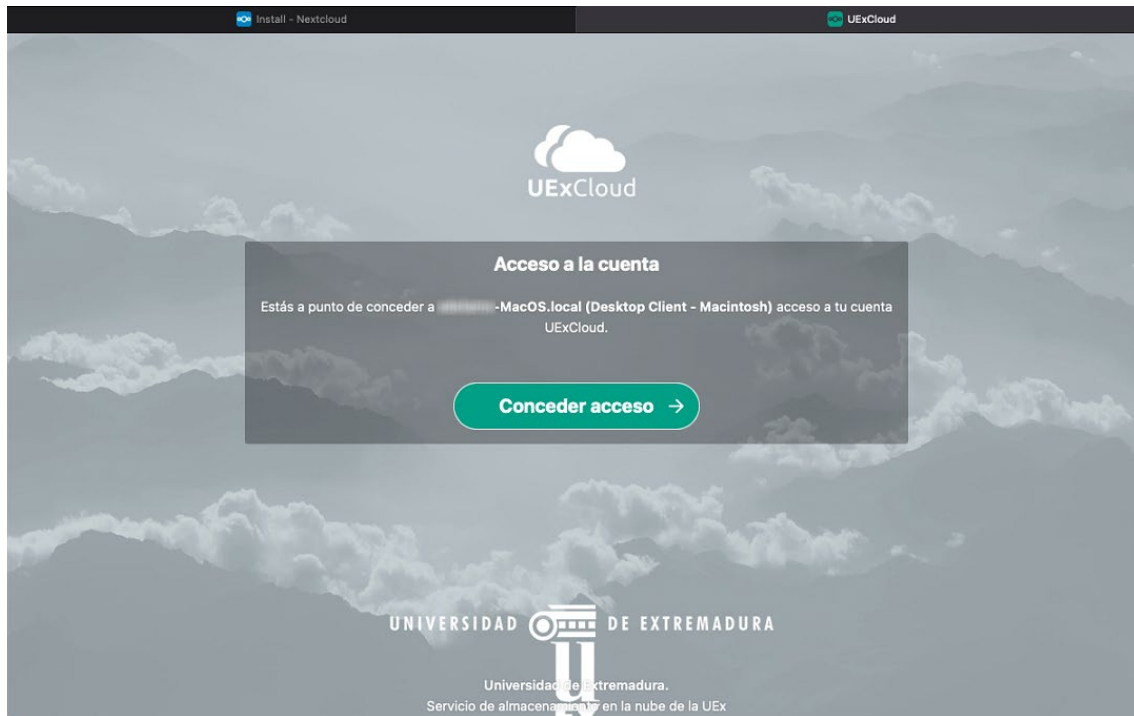 Install - Nextcloud
UExCloud
UExCloud
Acceso a la cuenta
Estás a punto de conceder a -MacOS.local (Desktop Client - Macintosh) acceso a tu cuenta
UExCloud.
Conceder acceso →
UNIVERSIDAD DE EXTREMADURA
Universidad de Extremadura.
Servicio de almacenamiento en la nube de la UEx